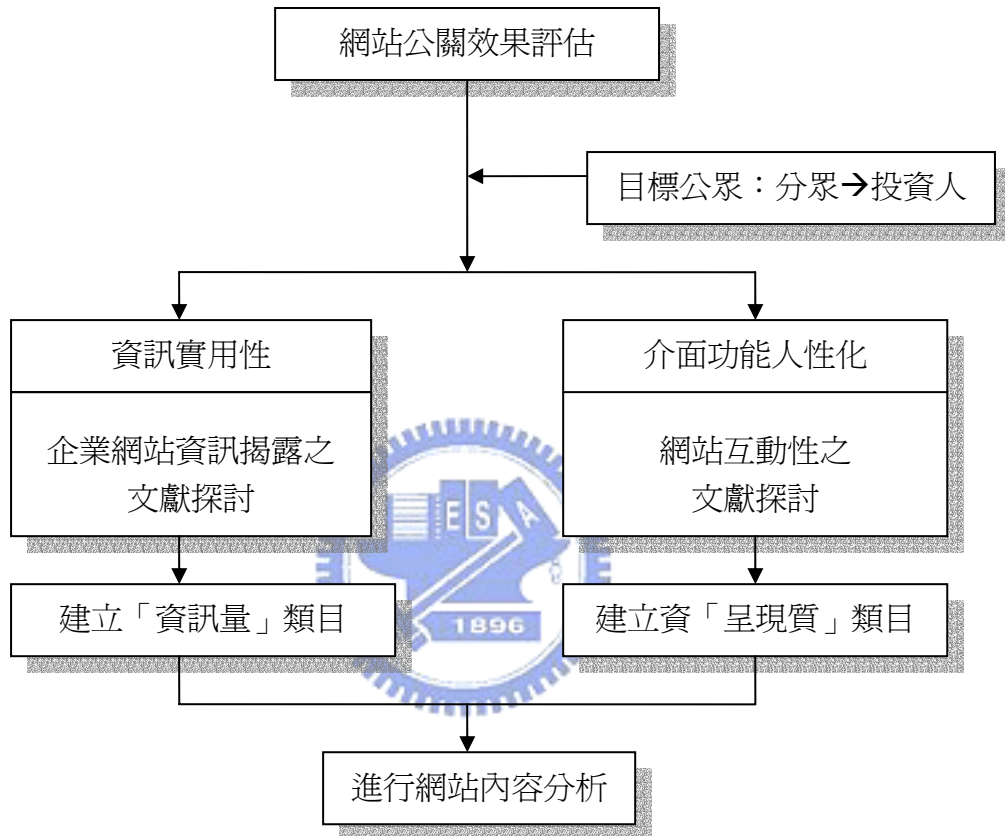 網站公關效果評估
目標公眾：分眾→投資人
資訊實用性
介面功能人性化
企業網站資訊揭露之
文獻探討
網站互動性之
文獻探討
ESA
1896
建立「資訊量」類目
建立資「呈現質」類目
進行網站內容分析